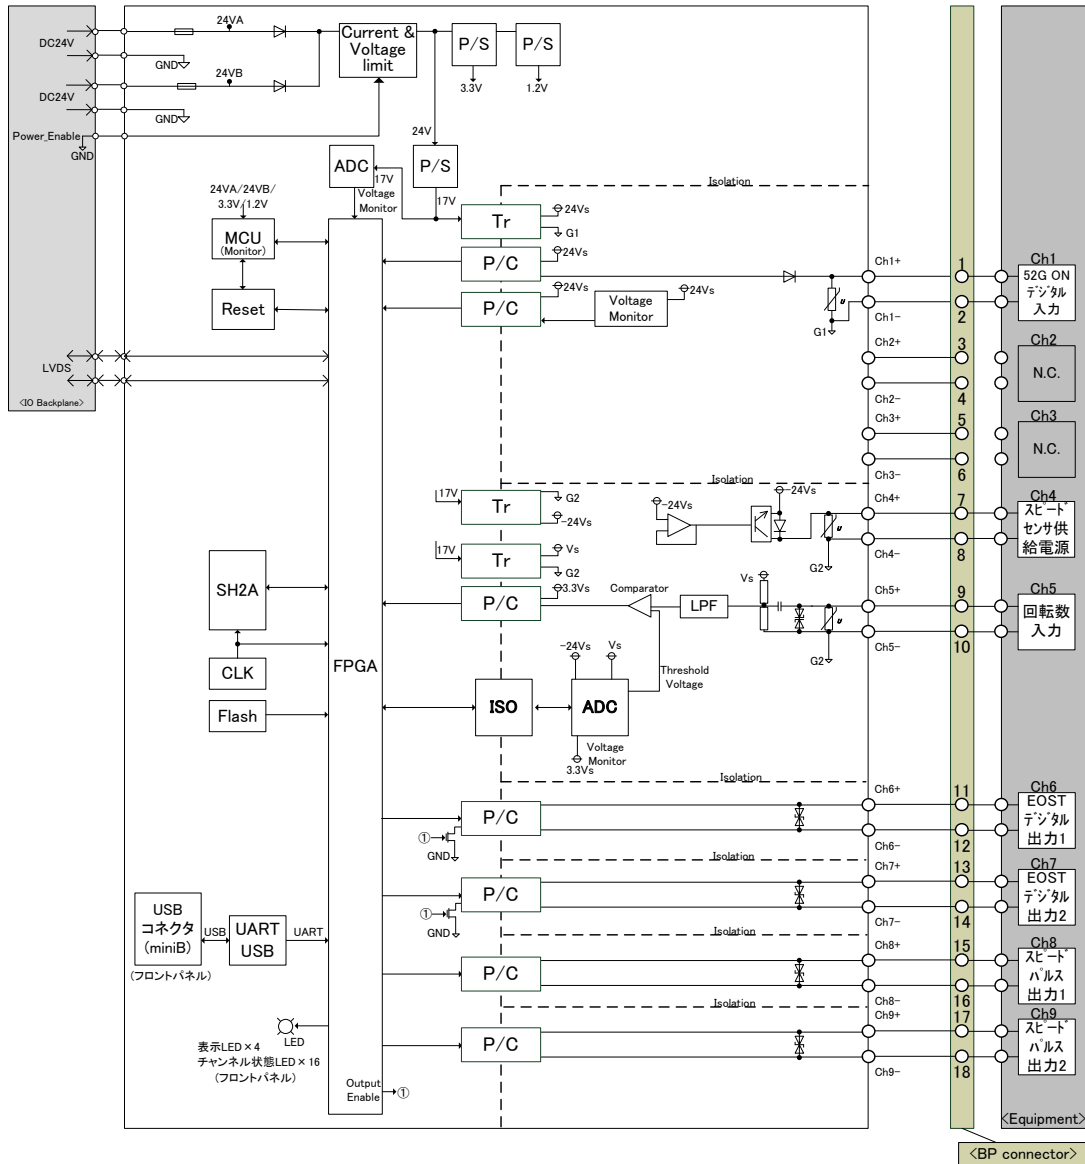 DC24V
24VA
GND
DC24V
24VB
GND
Power_Enable
GND
Current &
Voltage
limit
P/S
3.3V
P/S
1.2V
24V
P/S
17V
ADC
17V
Voltage
Monitor
24VA/24VB/
3.3V/1.2V
MCU
(Monitor)
Reset
LVDS
<IO Backplane>
Isolation
Tr
24Vs
G1
P/C
24Vs
P/C
24Vs
Voltage
Monitor
24Vs
u
G1
Ch1+
1
Ch1-
2
Ch1
52G ON
デジタル
入力
Ch2+
3
Ch2-
4
Ch2
N.C.
Ch3+
5
Ch3-
6
Ch3
N.C.
Isolation
17V
Tr
G2
-24Vs
-24Vs
-24Vs
u
G2
Ch4+
7
Ch4-
8
Ch4
スピード
センサ供
給電源
17V
Tr
Vs
G2
P/C
3.3Vs
Comparator
LPF
Vs
u
G2
Ch5+
9
Ch5-
10
Ch5
回転数
入力
SH2A
CLK
Flash
FPGA
ISO
ADC
-24Vs
Vs
Threshold
Voltage
3.3Vs
Voltage
Monitor
Isolation
P/C
①
GND
Ch6+
11
Ch6-
12
Ch6
EOST
デジタル
出力1
Isolation
P/C
①
GND
Ch7+
13
Ch7-
14
Ch7
EOST
デジタル
出力2
Isolation
P/C
Ch8+
15
Ch8-
16
Ch8
スピード
パルス
出力1
Isolation
P/C
Ch9+
17
Ch9-
18
Ch9
スピード
パルス
出力2
USB
コネクタ
(miniB)
(フロントパネル)
USB
UART
USB
UART
LED
表示LED×4
チャンネル状態LED×16
(フロントパネル)
Output
Enable
①
<Equipment>
<BP connector>